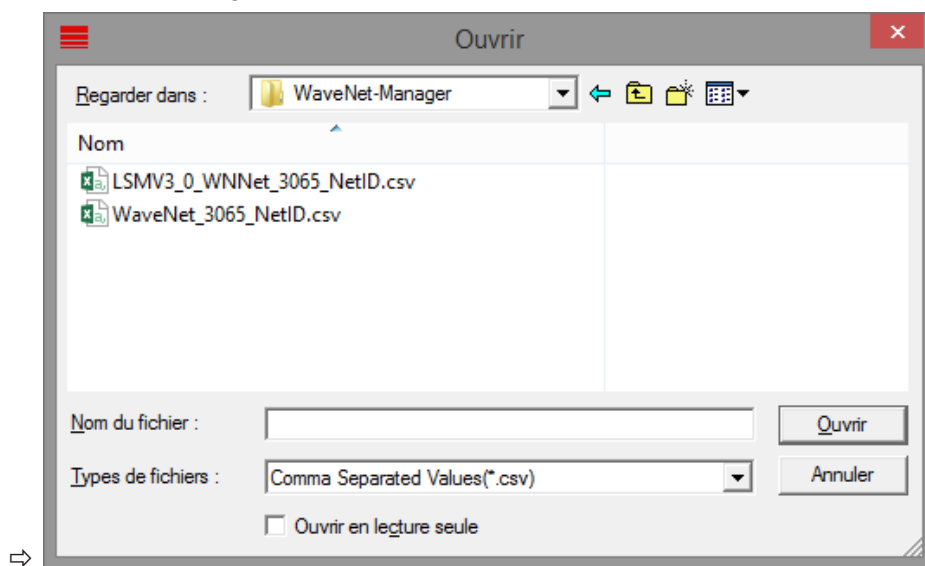 Ouvrir
Regarder dans : WaveNet-Manager
Nom
LSMV3_0_WNNet_3065_NetID.csv
WaveNet_3065_NetID.csv
Nom du fichier : Ouvrir
Types de fichiers : Comma Separated Values(*.csv) Annuler
Ouvrir en lecture seule
⇨